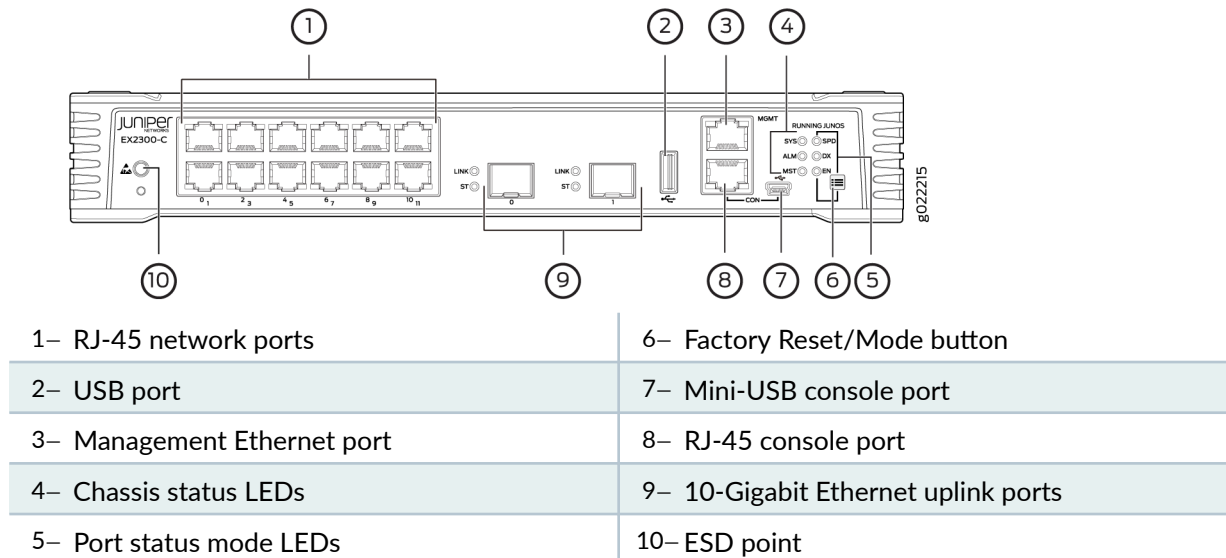 1
2
3
4
JUNIPER
NETWORKS
EX2300-C
MGMT
RUNNING JUNOS
SYS SPD
ALM DX
MST EN
LINK
ST
LINK
ST
0 1 2 3 4 5 6 7 8 9 10 11
0
1
CON
g022215
10
9
8
7
6
5
1– RJ-45 network ports
6– Factory Reset/Mode button
2– USB port
7– Mini-USB console port
3– Management Ethernet port
8– RJ-45 console port
4– Chassis status LEDs
9– 10-Gigabit Ethernet uplink ports
5– Port status mode LEDs
10– ESD point